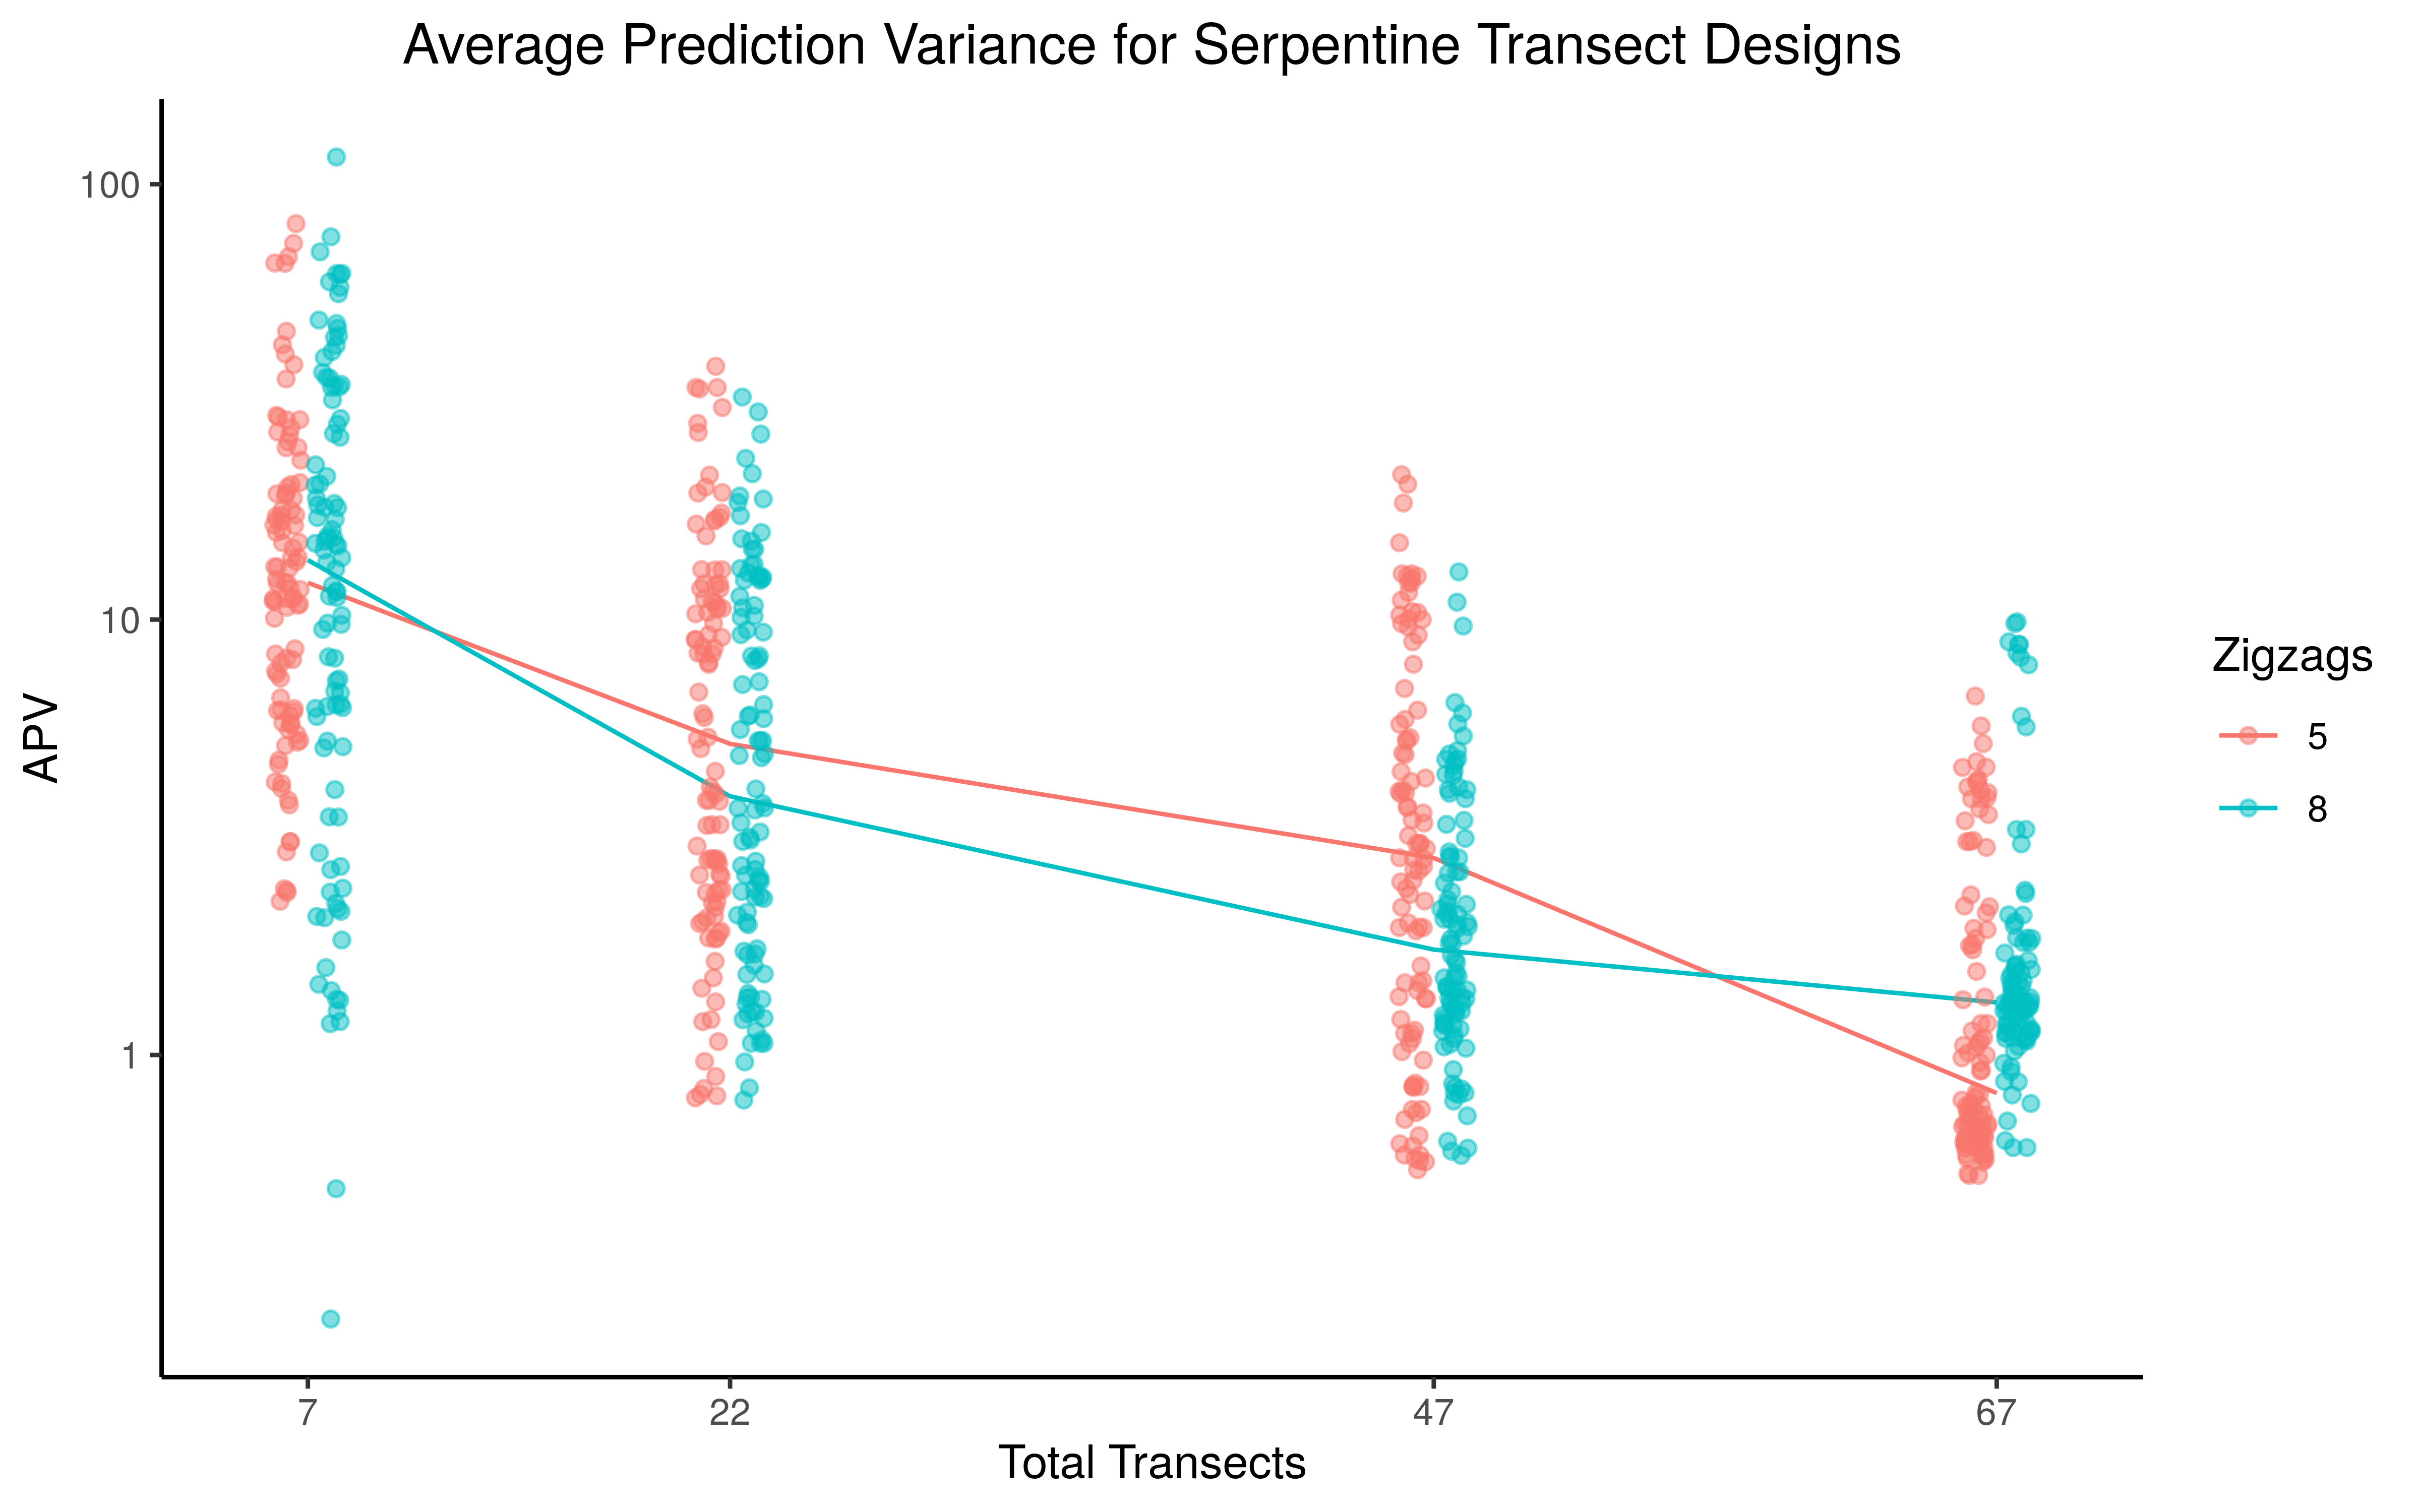 Average Prediction Variance for Serpentine Transect Designs
100
10
1
APV
7
22
47
67
Total Transects
Zigzags
5
8